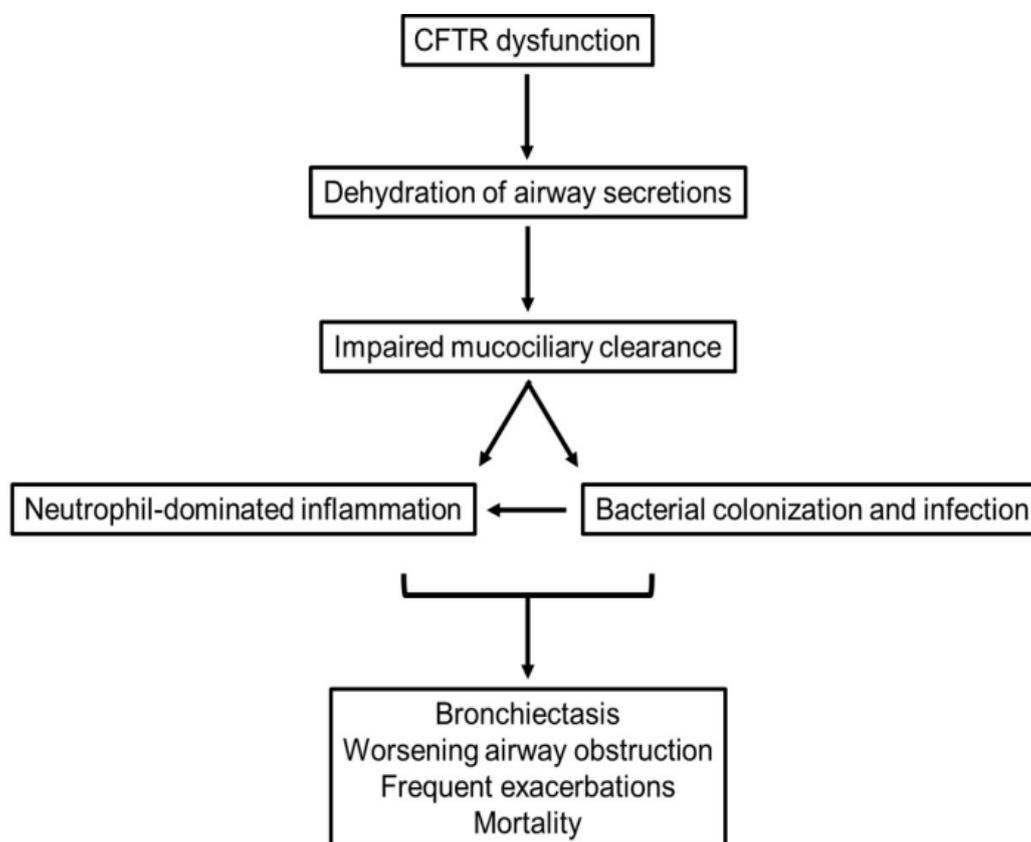 CFTR dysfunction
Dehydration of airway secretions
Impaired mucociliary clearance
Neutrophil-dominated inflammation
Bacterial colonization and infection
Bronchiectasis
Worsening airway obstruction
Frequent exacerbations
Mortality